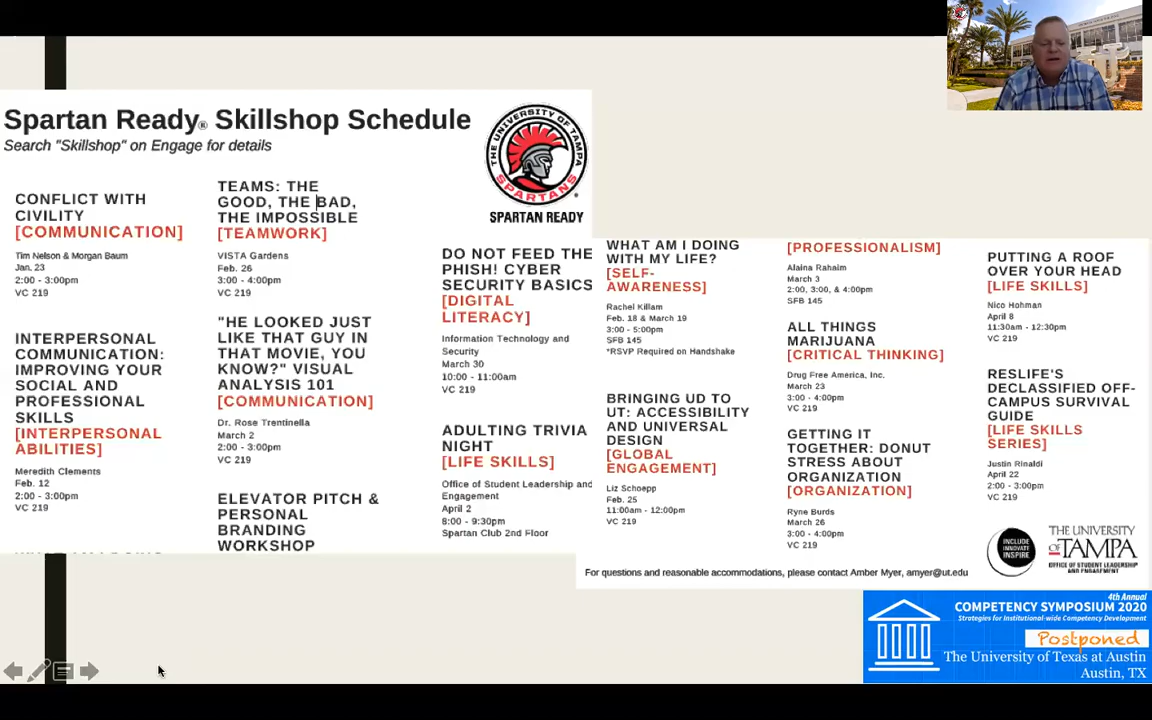 Spartan Ready® Skillshop Schedule
Search "Skillshop" on Engage for details
THE UNIVERSITY OF TAMPA
SPARTANS
SPARTAN READY
CONFLICT WITH
CIVILITY
[COMMUNICATION]
Tim Nelson & Morgan Baum
Jan. 23
2:00 - 3:00pm
VC 219
INTERPERSONAL
COMMUNICATION:
IMPROVING YOUR
SOCIAL AND
PROFESSIONAL
SKILLS
[INTERPERSONAL
ABILITIES]
Meredith Clements
Feb. 12
2:00 - 3:00pm
VC 219
TEAMS: THE
GOOD, THE BAD,
THE IMPOSSIBLE
[TEAMWORK]
VISTA Gardens
Feb. 26
3:00 - 4:00pm
VC 219
"HE LOOKED JUST
LIKE THAT GUY IN
THAT MOVIE, YOU
KNOW?" VISUAL
ANALYSIS 101
[COMMUNICATION]
Dr. Rose Trentinella
March 2
2:00 - 3:00pm
VC 219
ELEVATOR PITCH &
PERSONAL
BRANDING
WORKSHOP
DO NOT FEED THE
PHISH! CYBER
SECURITY BASICS
[DIGITAL
LITERACY]
Information Technology and
Security
March 30
10:00 - 11:00am
VC 219
ADULTING TRIVIA
NIGHT
[LIFE SKILLS]
Office of Student Leadership and
Engagement
April 2
8:00 - 9:30pm
Spartan Club 2nd Floor
WHAT AM I DOING
WITH MY LIFE?
[SELF-
AWARENESS]
Rachel Killam
Feb. 18 & March 19
3:00 - 5:00pm
SFB 145
*RSVP Required on Handshake
BRINGING UD TO
UT: ACCESSIBILITY
AND UNIVERSAL
DESIGN
[GLOBAL
ENGAGEMENT]
Liz Schoepp
Feb. 25
11:00am - 12:00pm
VC 219
[PROFESSIONALISM]
Alaina Rahaim
March 3
2:00, 3:00, & 4:00pm
SFB 145
ALL THINGS
MARIJUANA
[CRITICAL THINKING]
Drug Free America, Inc.
March 23
3:00 - 4:00pm
VC 219
GETTING IT
TOGETHER: DONUT
STRESS ABOUT
ORGANIZATION
[ORGANIZATION]
Ryne Burds
March 26
3:00 - 4:00pm
VC 219
PUTTING A ROOF
OVER YOUR HEAD
[LIFE SKILLS]
Nico Hohman
April 8
11:30am - 12:30pm
VC 219
RESLIFE'S
DECLASSIFIED OFF-
CAMPUS SURVIVAL
GUIDE
[LIFE SKILLS
SERIES]
Justin Rinaldi
April 22
2:00 - 3:00pm
VC 219
INCLUDE
INNOVATE
INSPIRE
THE UNIVERSITY
OF TAMPA
OFFICE OF STUDENT LEADERSHIP
AND ENGAGEMENT
For questions and reasonable accommodations, please contact Amber Myer, amyer@ut.edu
4th Annual
COMPETENCY SYMPOSIUM 2020
Strategies for Institutional-wide Competency Development
Postponed
The University of Texas at Austin
Austin, TX